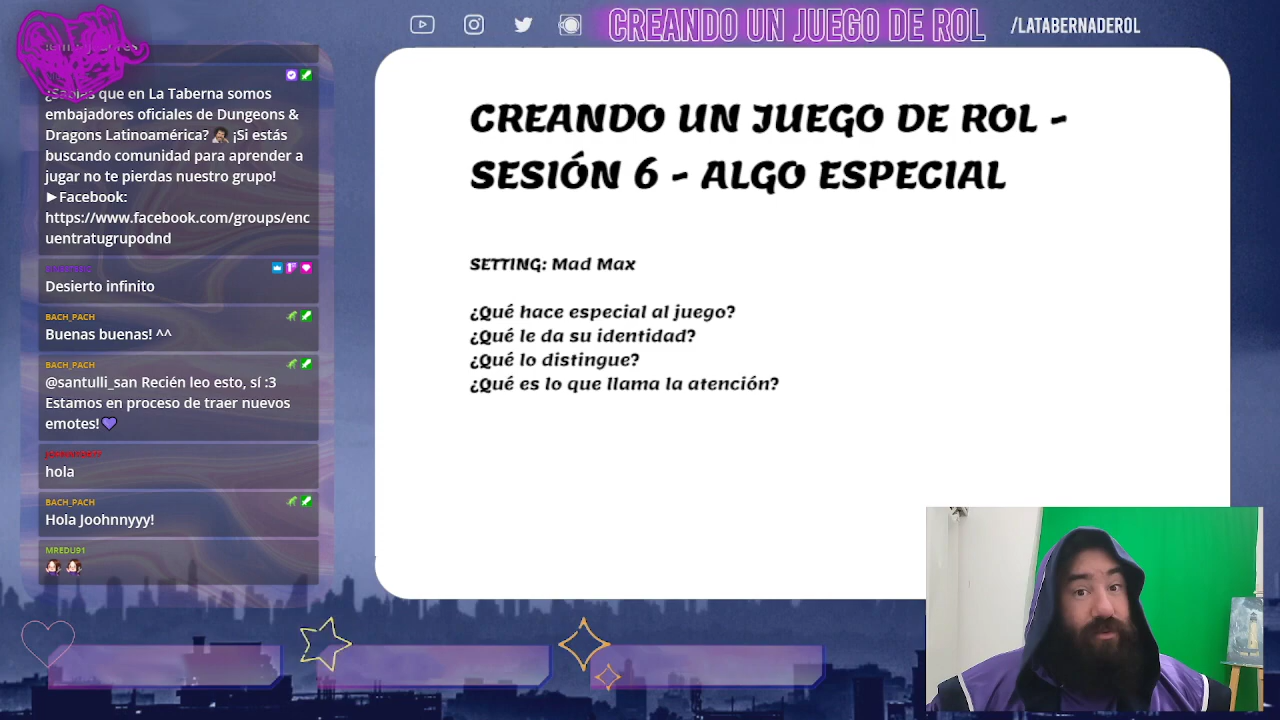 CREANDO UN JUEGO DE ROL
/LATABERNADEROL
¿Sabías que en La Taberna somos
embajadores oficiales de Dungeons &
Dragons Latinoamérica? ¡Si estás
buscando comunidad para aprender a
jugar no te pierdas nuestro grupo!
►Facebook:
https://www.facebook.com/groups/enc
uentratugrupodnd
Desierto infinito
BACH_PACH
Buenas buenas! ^^
BACH_PACH
@santulli_san Recién leo esto, sí :3
Estamos en proceso de traer nuevos
emotes!💜
hola
BACH_PACH
Hola Joohnnyyy!
MREDU91
CREANDO UN JUEGO DE ROL -
SESIÓN 6 - ALGO ESPECIAL
SETTING: Mad Max
¿Qué hace especial al juego?
¿Qué le da su identidad?
¿Qué lo distingue?
¿Qué es lo que llama la atención?